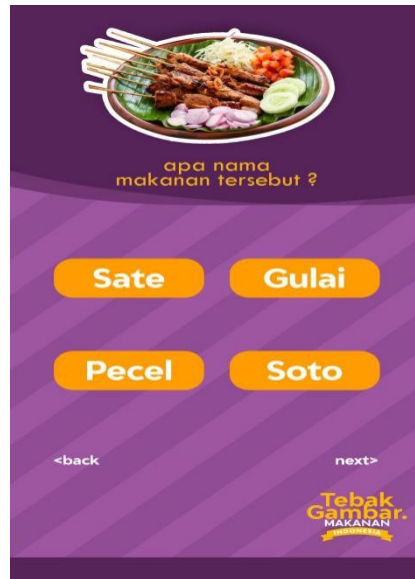 apa nama
makanan tersebut ?
Sate
Gulai
Pecel
Soto
<back
next>
Tebak
Gambar.
MAKANAN
INDONESIA